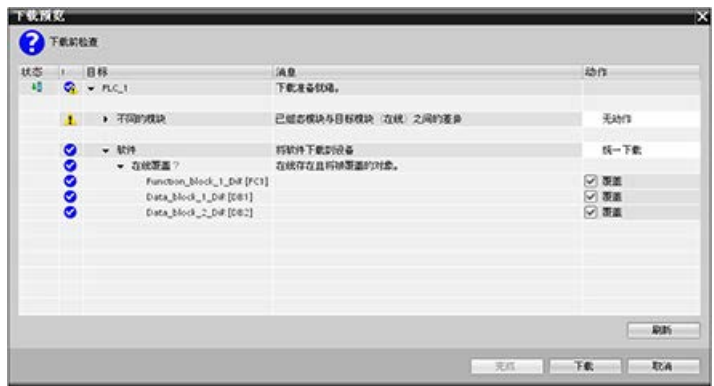 下载预览
下载前检查
状态 ! 目标 消息 动作
PLC_1 下载准备就绪。
不同的模块 已组态模块与目标模块（在线）之间的差异 无动作
软件 将软件下载到设备 统一下载
在线覆盖？ 在线存在且将被覆盖的对象。
Function_block_1_Dif [FC1] 覆盖
Data_block_1_Dif [DB1] 覆盖
Data_block_2_Dif [DB2] 覆盖
刷新
完成 下载 取消